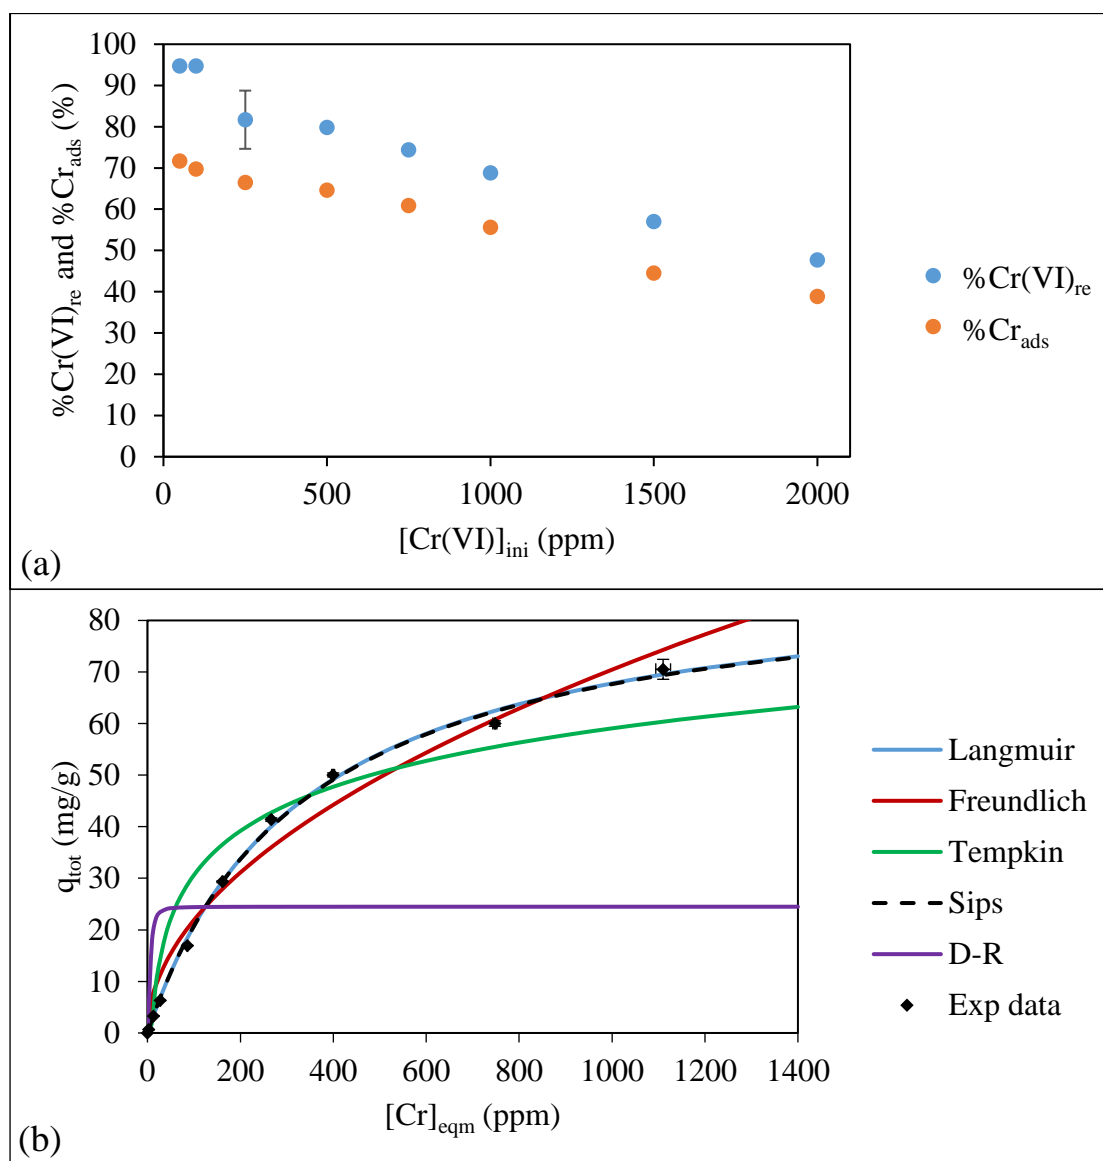 100
90
80
70
60
50
40
30
20
10
0
%Cr(VI)re and %Crads (%)
0 500 1000 1500 2000
[Cr(VI)]ini (ppm)
%Cr(VI)re
%Crads
(a)
80
70
60
50
40
30
20
10
0
qtot (mg/g)
0 200 400 600 800 1000 1200 1400
[Cr]eqm (ppm)
Langmuir
Freundlich
Tempkin
Sips
D-R
Exp data
(b)